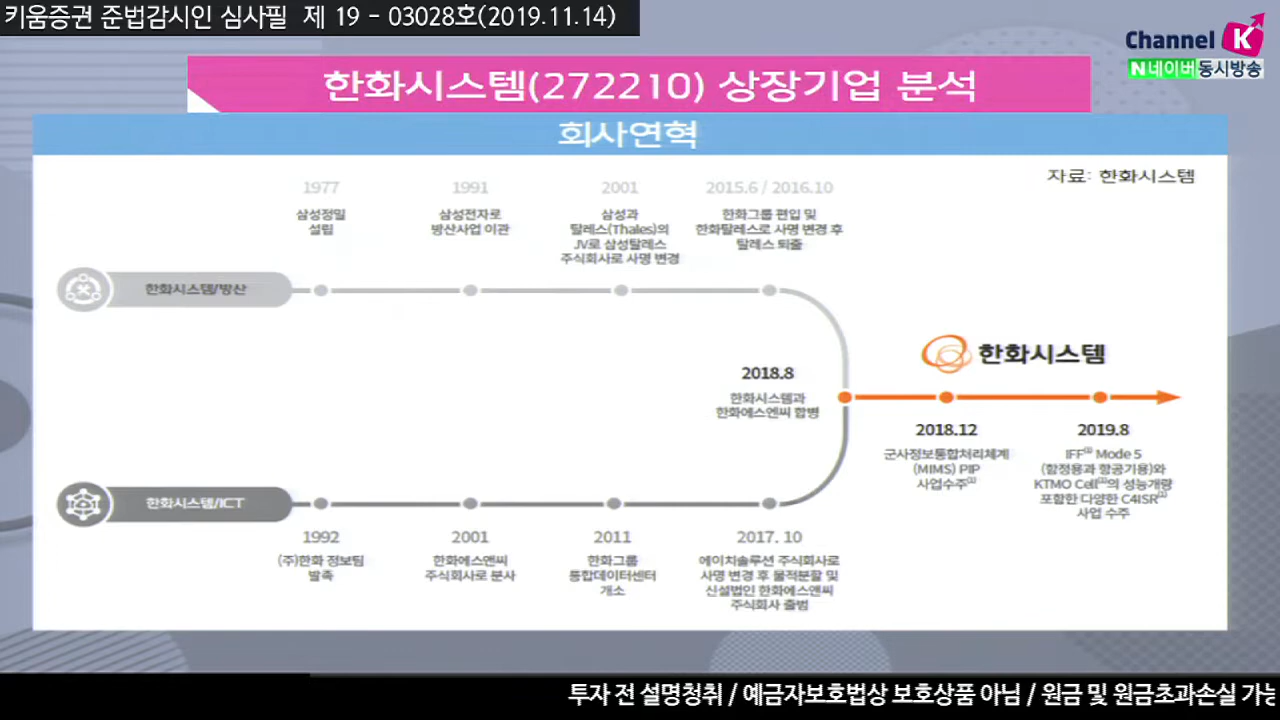 키움증권 준법감시인 심사필 제 19 - 03028호(2019.11.14)
Channel K
N 네이버 동시방송
한화시스템(272210) 상장기업 분석
회사연혁
자료: 한화시스템
1977
삼성정밀
설립
1991
삼성전자로
방산사업 이관
2001
삼성과
탈레스(Thales)의
JV로 삼성탈레스
주식회사로 사명 변경
2015.6 / 2016.10
한화그룹 편입 및
한화탈레스로 사명 변경 후
탈레스 퇴출
한화시스템/방산
2018.8
한화시스템과
한화에스엔씨 합병
한화시스템
2018.12
군사정보통합처리체계
(MIMS) PIP
사업수주(1)
2019.8
IFF(1) Mode 5
(함정용과 항공기용)와
KTMO Cell(1)의 성능개량
포함한 다양한 C4ISR(2)
사업 수주
한화시스템/ICT
1992
(주)한화 정보팀
발족
2001
한화에스앤씨
주식회사로 분사
2011
한화그룹
통합데이터센터
개소
2017. 10
에이치솔루션 주식회사로
사명 변경 후 물적분할 및
신설법인 한화에스앤씨
주식회사 출범
투자 전 설명청취 / 예금자보호법상 보호상품 아님 / 원금 및 원금초과손실 가능